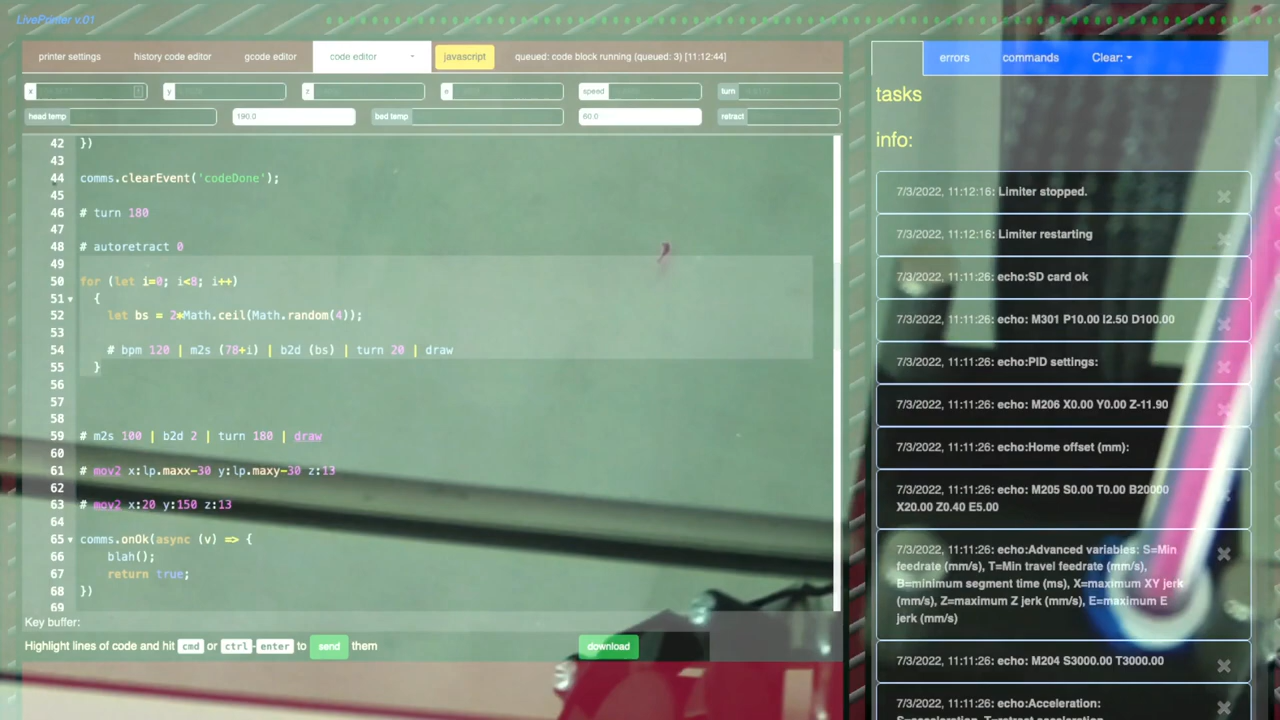 LivePrinter v.01
printer settings
history code editor
gcode editor
code editor
javascript
queued: code block running (queued: 3) [11:12:44]
x
y
z
e
speed
turn
head temp
190.0
bed temp
60.0
retract
42 })
43
44 comms.clearEvent('codeDone');
45
46 # turn 180
47
48 # autoretract 0
49
50 for (let i=0; i<8; i++)
51 {
52 let bs = 2*Math.ceil(Math.random(4));
53
54 # bpm 120 | m2s (78+i) | b2d (bs) | turn 20 | draw
55 }
56
57
58
59 # m2s 100 | b2d 2 | turn 180 | draw
60
61 # mov2 x:lp.maxx-30 y:lp.maxy-30 z:13
62
63 # mov2 x:20 y:150 z:13
64
65 comms.onOk(async (v) => {
66 blah();
67 return true;
68 })
69
Key buffer:
Highlight lines of code and hit cmd or ctrl-enter to send them
download
errors
commands
Clear:
tasks
info:
7/3/2022, 11:12:16: Limiter stopped.
7/3/2022, 11:12:16: Limiter restarting
7/3/2022, 11:11:26: echo:SD card ok
7/3/2022, 11:11:26: echo: M301 P10.00 I2.50 D100.00
7/3/2022, 11:11:26: echo:PID settings:
7/3/2022, 11:11:26: echo: M206 X0.00 Y0.00 Z-11.90
7/3/2022, 11:11:26: echo:Home offset (mm):
7/3/2022, 11:11:26: echo: M205 S0.00 T0.00 B20000
X20.00 Z0.40 E5.00
7/3/2022, 11:11:26: echo:Advanced variables: S=Min
feedrate (mm/s), T=Min travel feedrate (mm/s),
B=minimum segment time (ms), X=maximum XY jerk
(mm/s), Z=maximum Z jerk (mm/s), E=maximum E
jerk (mm/s)
7/3/2022, 11:11:26: echo: M204 S3000.00 T3000.00
7/3/2022, 11:11:26: echo:Acceleration: